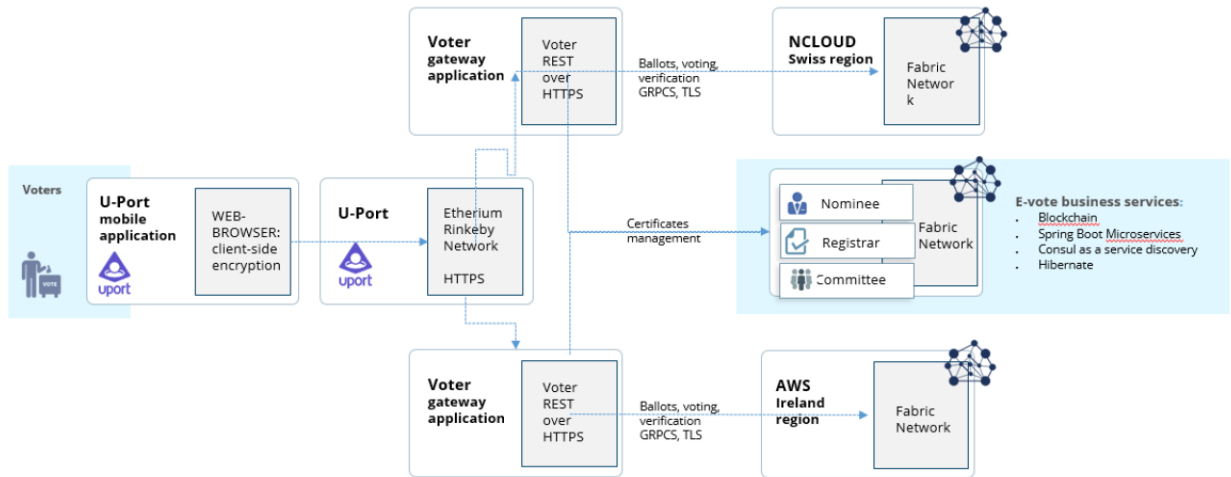 Voter
gateway
application
Voter
REST
over
HTTPS
Ballots, voting,
verification
GRPCS, TLS
NCLOUD
Swiss region
Fabric
Networ
k
Voters
VOTE
U-Port
mobile
application
uport
WEB-
BROWSER:
client-side
encryption
U-Port
uport
Etherium
Rinkeby
Network
HTTPS
Certificates
management
Nominee
Registrar
Committee
Fabric
Network
E-vote business services:
. Blockchain
. Spring Boot Microservices
. Consul as a service discovery
. Hibernate
Voter
gateway
application
Voter
REST
over
HTTPS
Ballots, voting,
verification
GRPCS, TLS
AWS
Ireland
region
Fabric
Network